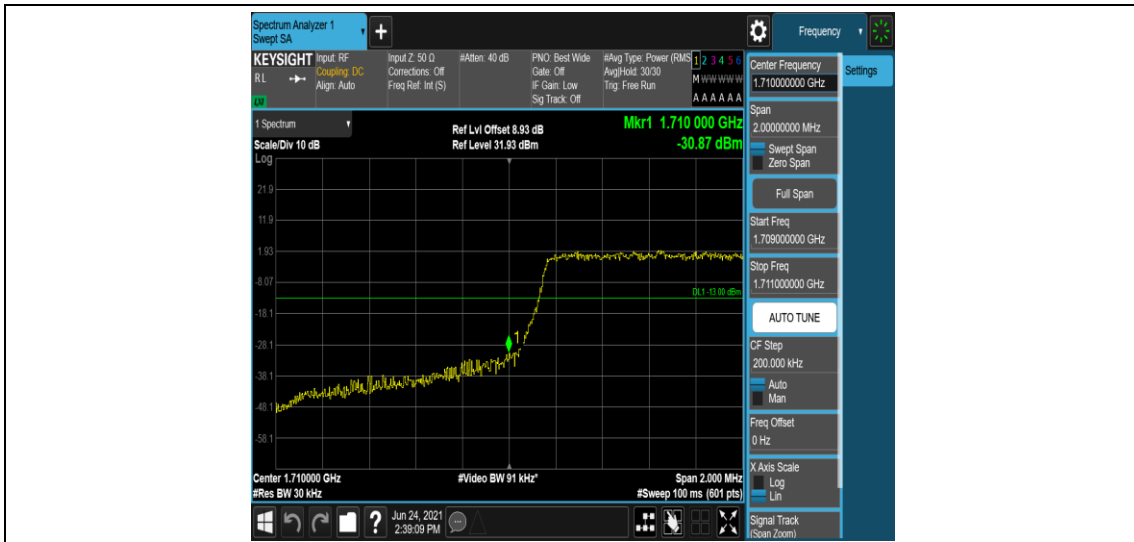 Spectrum Analyzer 1
Swept SA
Frequency
KEYSIGHT
RL
LXI
Input: RF
Coupling: DC
Align: Auto
Input Z: 50 Ω
Corrections: Off
Freq Ref: Int (S)
#Atten: 40 dB
PNO: Best Wide
Gate: Off
IF Gain: Low
Sig Track: Off
#Avg Type: Power (RMS
Avg|Hold: 30/30
Trig: Free Run
1 2 3 4 5 6
M W W W W W
A A A A A A
1 Spectrum
Scale/Div 10 dB
Ref Lvl Offset 8.93 dB
Ref Level 31.93 dBm
Mkr1 1.710 000 GHz
-30.87 dBm
Log
21.9
11.9
1.93
-8.07
-18.1
-28.1
-38.1
-48.1
-58.1
DL1 -13.00 dBm
1
Center 1.710000 GHz
#Res BW 30 kHz
#Video BW 91 kHz*
Span 2.000 MHz
#Sweep 100 ms (601 pts)
Jun 24, 2021
2:39:09 PM
Center Frequency
1.710000000 GHz
Settings
Span
2.00000000 MHz
Swept Span
Zero Span
Full Span
Start Freq
1.709000000 GHz
Stop Freq
1.711000000 GHz
AUTO TUNE
CF Step
200.000 kHz
Auto
Man
Freq Offset
0 Hz
X Axis Scale
Log
Lin
Signal Track
(Span Zoom)